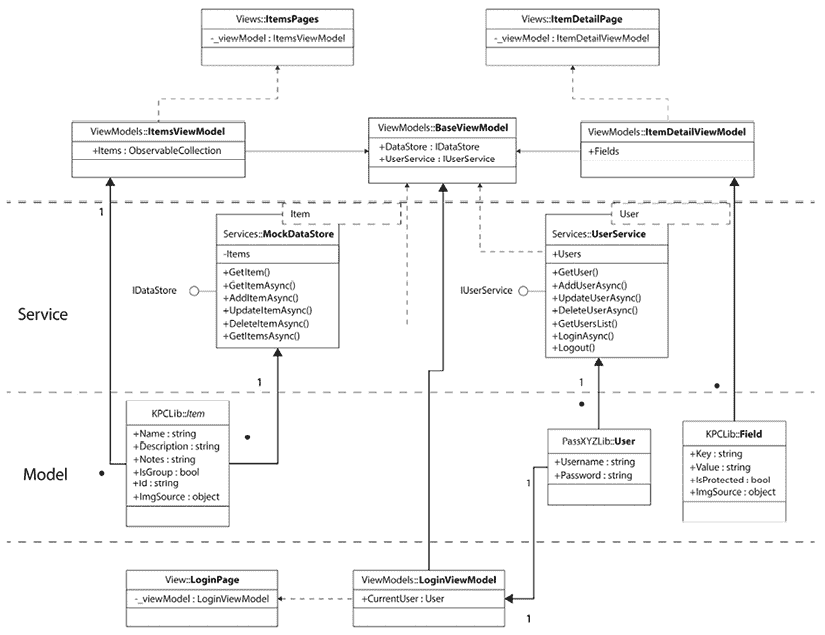 Views::ItemsPages
-_viewModel : ItemsViewModel
Views::ItemDetailPage
-_viewModel : ItemDetailViewModel
ViewModels::ItemsViewModel
+Items : ObservableCollection
ViewModels::BaseViewModel
+DataStore : IDataStore
+UserService : IUserService
ViewModels::ItemDetailViewModel
+Fields
1
Item
Services::MockDataStore
-Items
+GetItem()
+GetItemAsync()
+AddItemAsync()
+UpdateItemAsync()
+DeleteItemAsync()
+GetItemsAsync()
IDataStore
User
Services::UserService
+Users
+GetUser()
+AddUserAsync()
+UpdateUserAsync()
+DeleteUserAsync()
+GetUsersList()
+LoginAsync()
+Logout()
IUserService
Service
1
1
KPCLib::Item
+Name : string
+Description : string
+Notes : string
+IsGroup : bool
+Id : string
+ImgSource : object
PassXYZLib::User
+Username : string
+Password : string
KPCLib::Field
+Key : string
+Value : string
+IsProtected : bool
+ImgSource : object
Model
1
View::LoginPage
-_viewModel : LoginViewModel
ViewModels::LoginViewModel
+CurrentUser : User
1